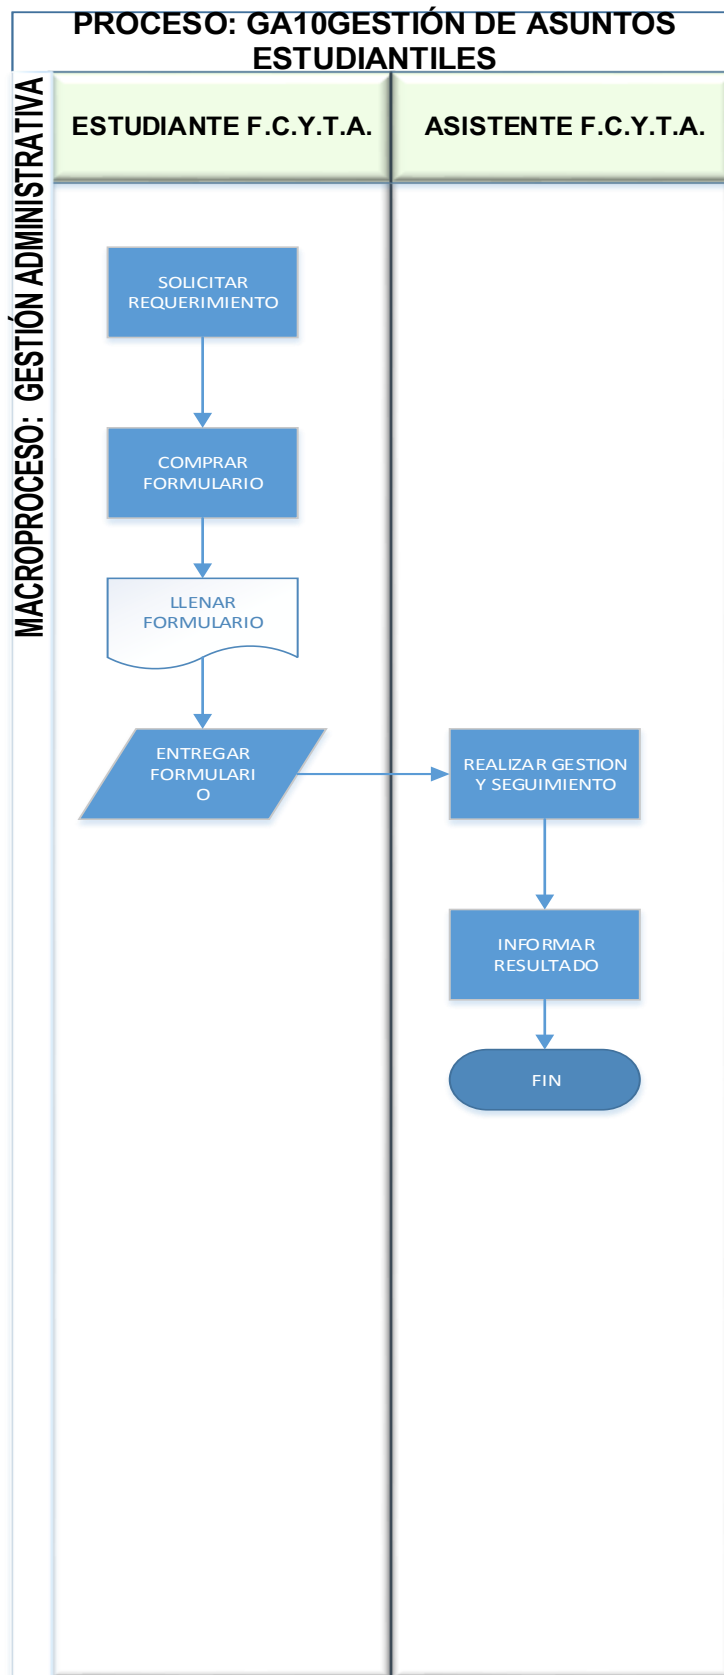 PROCESO: GA10GESTIÓN DE ASUNTOS
ESTUDIANTILES
MACROPROCESO: GESTIÓN ADMINISTRATIVA
ESTUDIANTE F.C.Y.T.A.
ASISTENTE F.C.Y.T.A.
SOLICITAR
REQUERIMIENTO
COMPRAR
FORMULARIO
LLENAR
FORMULARIO
ENTREGAR
FORMULARI
O
REALIZAR GESTION
Y SEGUIMIENTO
INFORMAR
RESULTADO
FIN